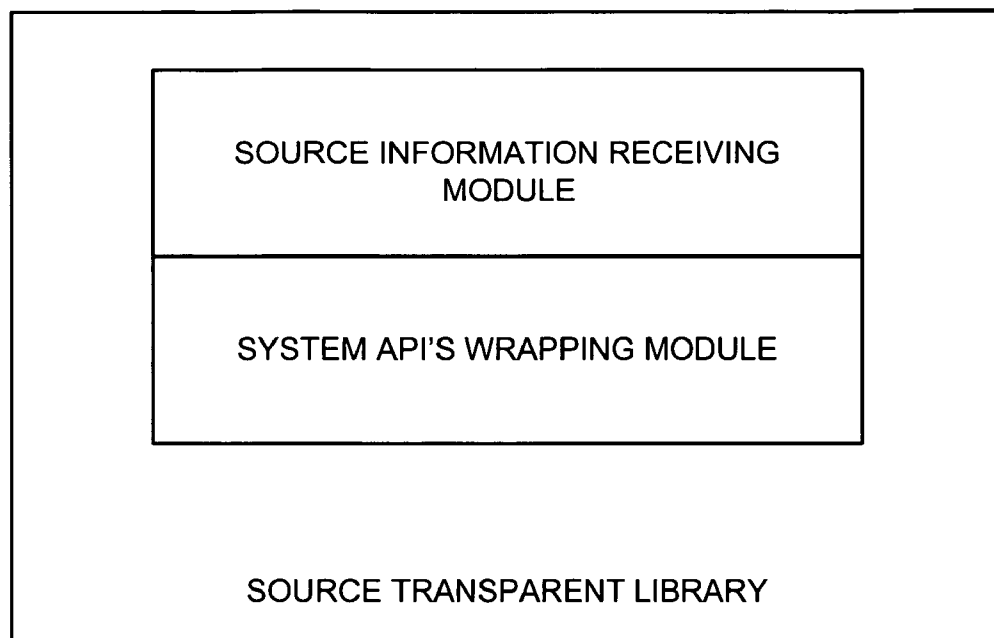 SOURCE INFORMATION RECEIVING
MODULE
SYSTEM API'S WRAPPING MODULE
SOURCE TRANSPARENT LIBRARY